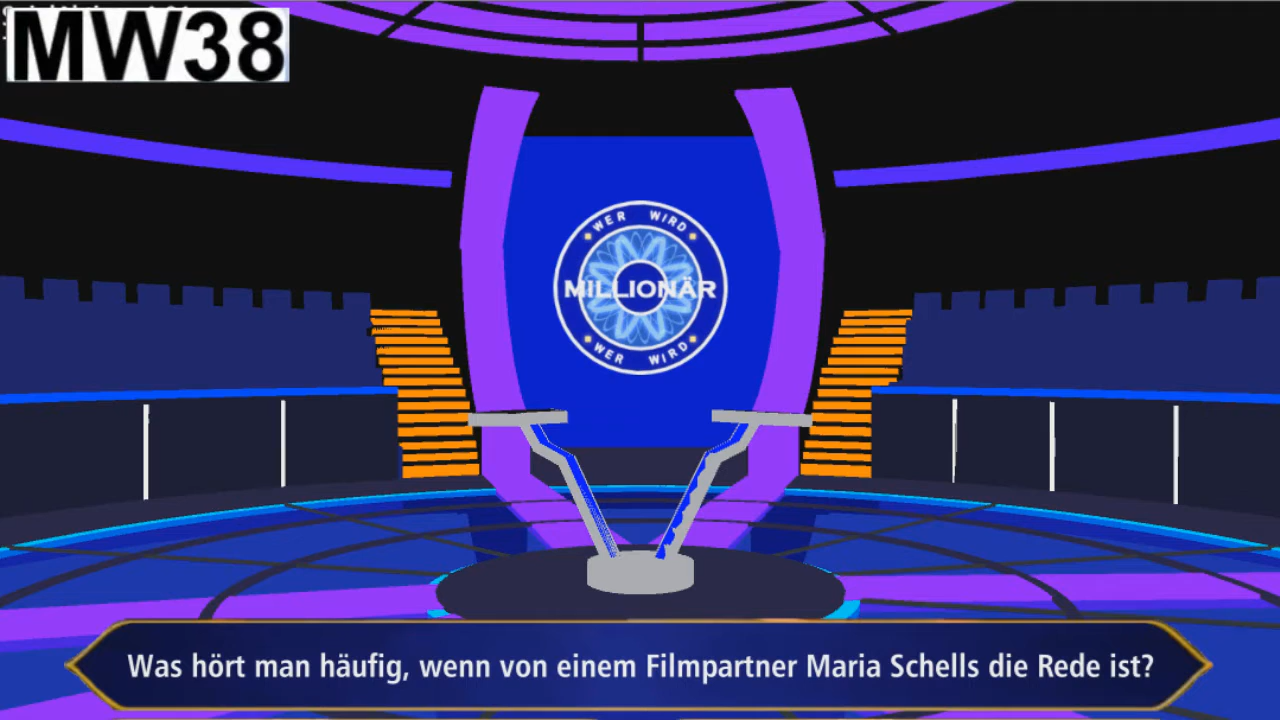 MW38
WER WIRD
MILLIONÄR
WER WIRD
Was hört man häufig, wenn von einem Filmpartner Maria Schells die Rede ist?